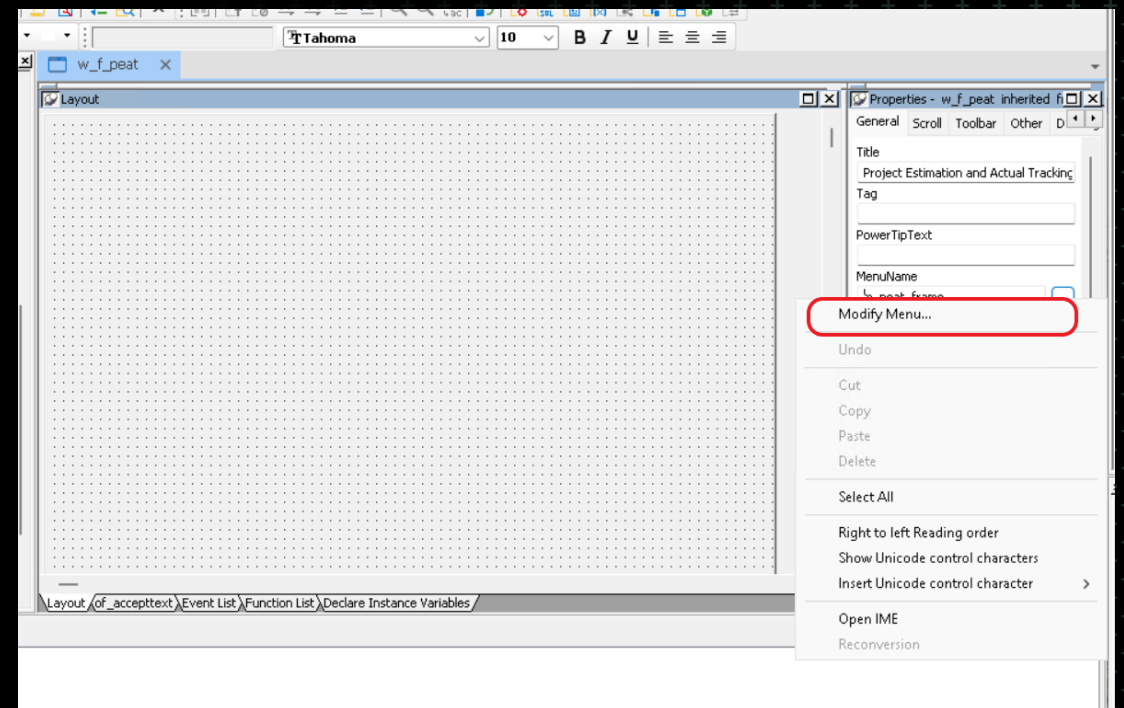 Tahoma
10
B I U
w_f_peat
Layout
Properties - w_f_peat inherited
General Scroll Toolbar Other D
Title
Project Estimation and Actual Tracking
Tag
PowerTipText
MenuName
Modify Menu...
Undo
Cut
Copy
Paste
Delete
Select All
Right to left Reading order
Show Unicode control characters
Insert Unicode control character
Open IME
Reconversion
Layout of_accepttext Event List Function List Declare Instance Variables